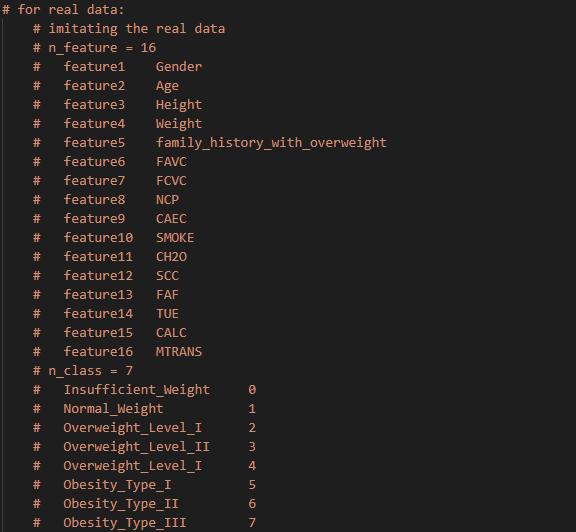 # for real data:
# imitating the real data
# n_feature = 16
# feature1 Gender
# feature2 Age
# feature3 Height
# feature4 Weight
# feature5 family_history_with_overweight
# feature6 FAVC
# feature7 FCVC
# feature8 NCP
# feature9 CAEC
# feature10 SMOKE
# feature11 CH2O
# feature12 SCC
# feature13 FAF
# feature14 TUE
# feature15 CALC
# feature16 MTRANS
# n_class = 7
# Insufficient_Weight 0
# Normal_Weight 1
# Overweight_Level_I 2
# Overweight_Level_II 3
# Overweight_Level_I 4
# Obesity_Type_I 5
# Obesity_Type_II 6
# Obesity_Type_III 7